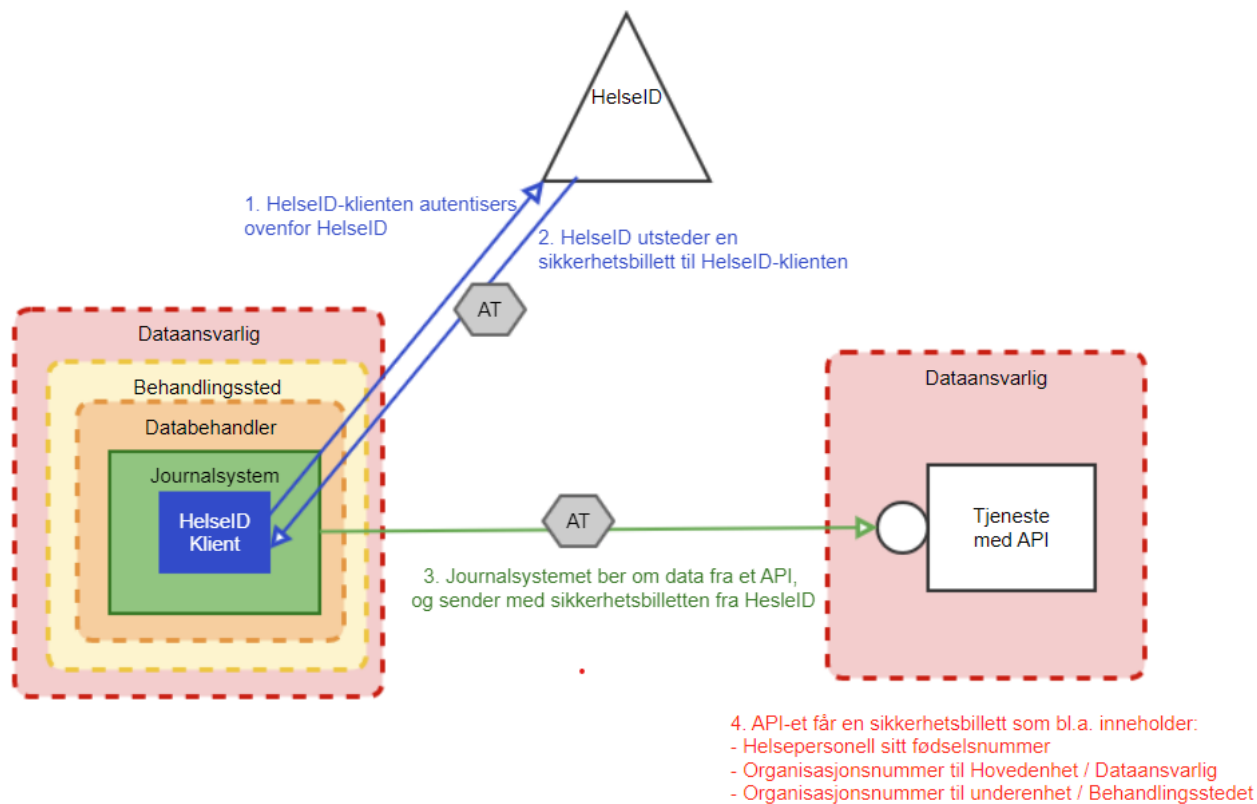 HelseID
1. HelseID-klienten autentisers
ovenfor HelseID
2. HelseID utsteder en
sikkerhetsbillett til HelseID-klienten
AT
Dataansvarlig
Behandlingssted
Databehandler
Journalsystem
HelseID
Klient
AT
3. Journalsystemet ber om data fra et API,
og sender med sikkerhetsbilletten fra HesleID
Dataansvarlig
Tjeneste
med API
4. API-et får en sikkerhetsbillett som bl.a. inneholder:
- Helsepersonell sitt fødselsnummer
- Organisasjonsnummer til Hovedenhet / Dataansvarlig
- Organisasjonsnummer til underenhet / Behandlingsstedet